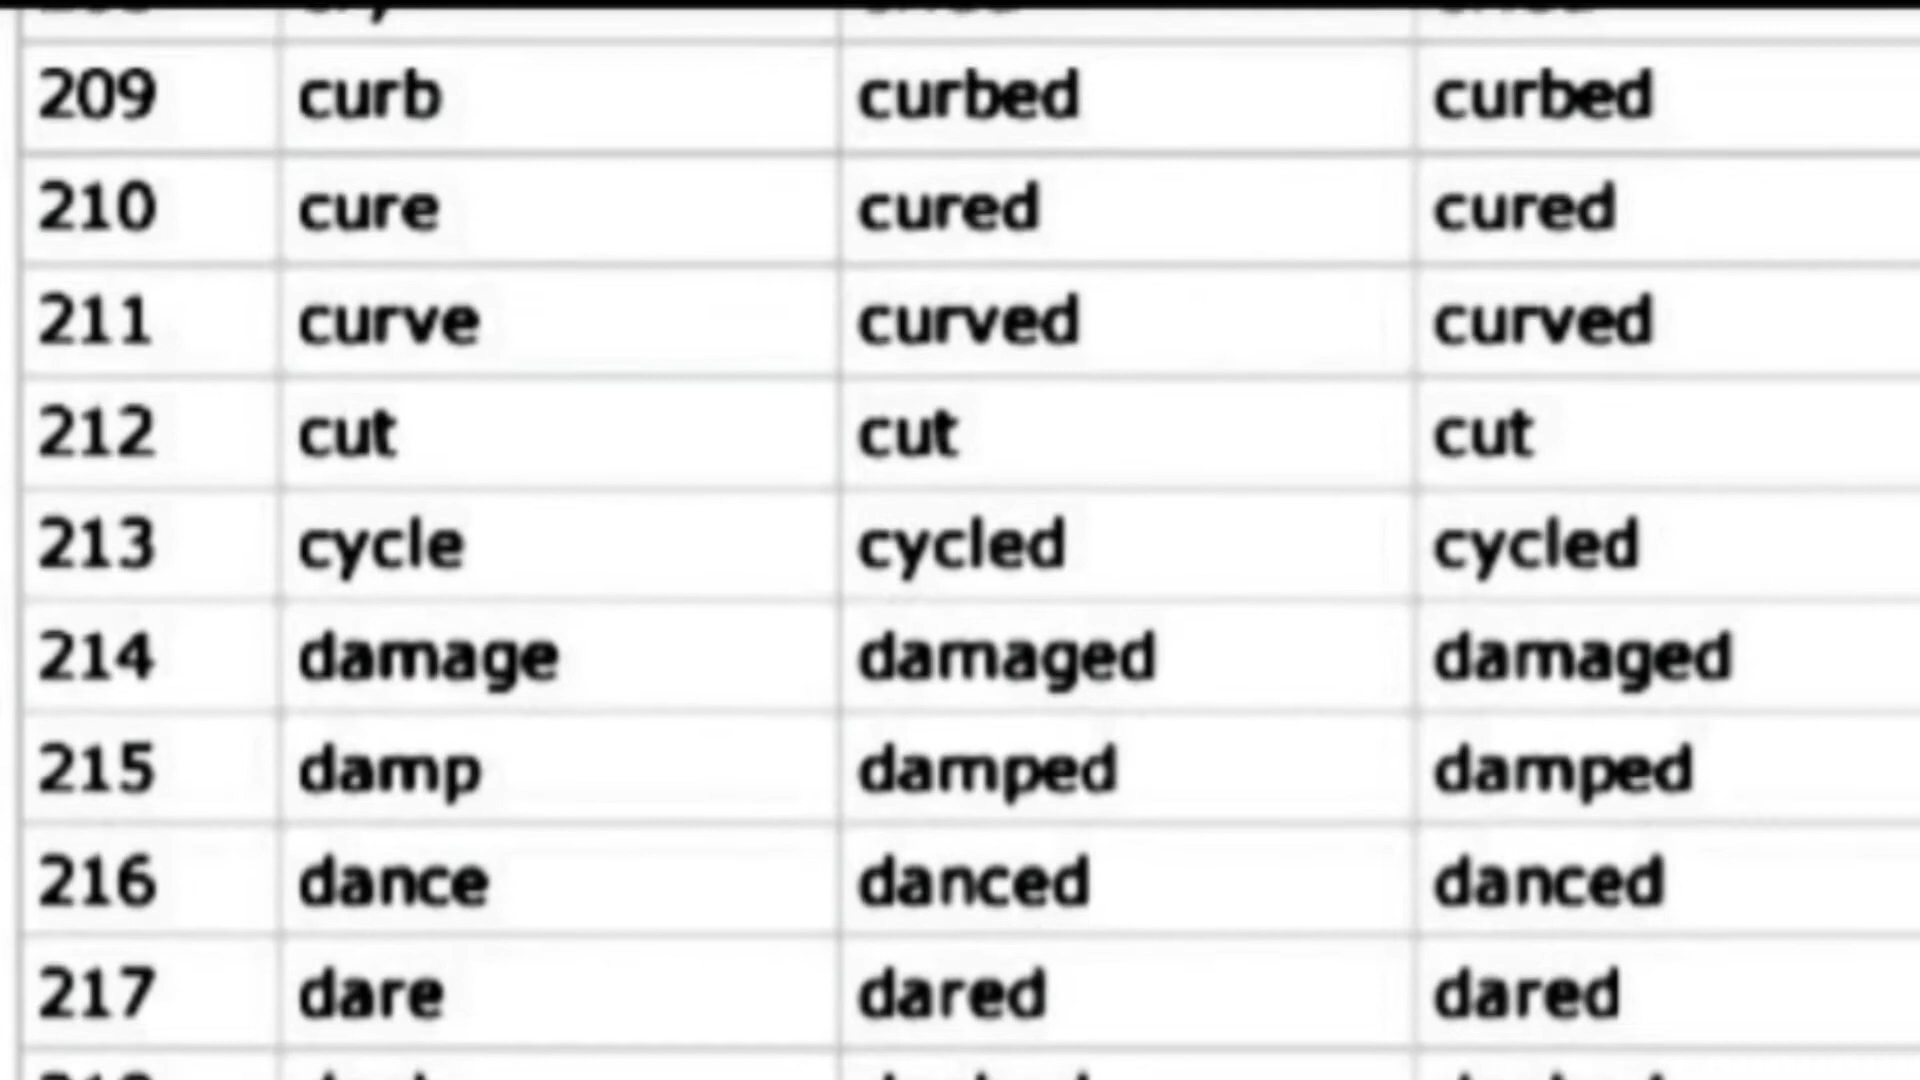 209 curb curbed curbed
210 cure cured cured
211 curve curved curved
212 cut cut cut
213 cycle cycled cycled
214 damage damaged damaged
215 damp damped damped
216 dance danced danced
217 dare dared dared